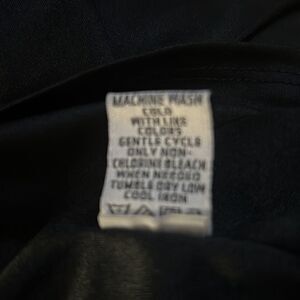 MACHINE WASH
COLD
WITH LIKE
COLORS
GENTLE CYCLE
ONLY NON-
CHLORINE BLEACH
WHEN NEEDED
TUMBLE DRY LOW
COOL IRON